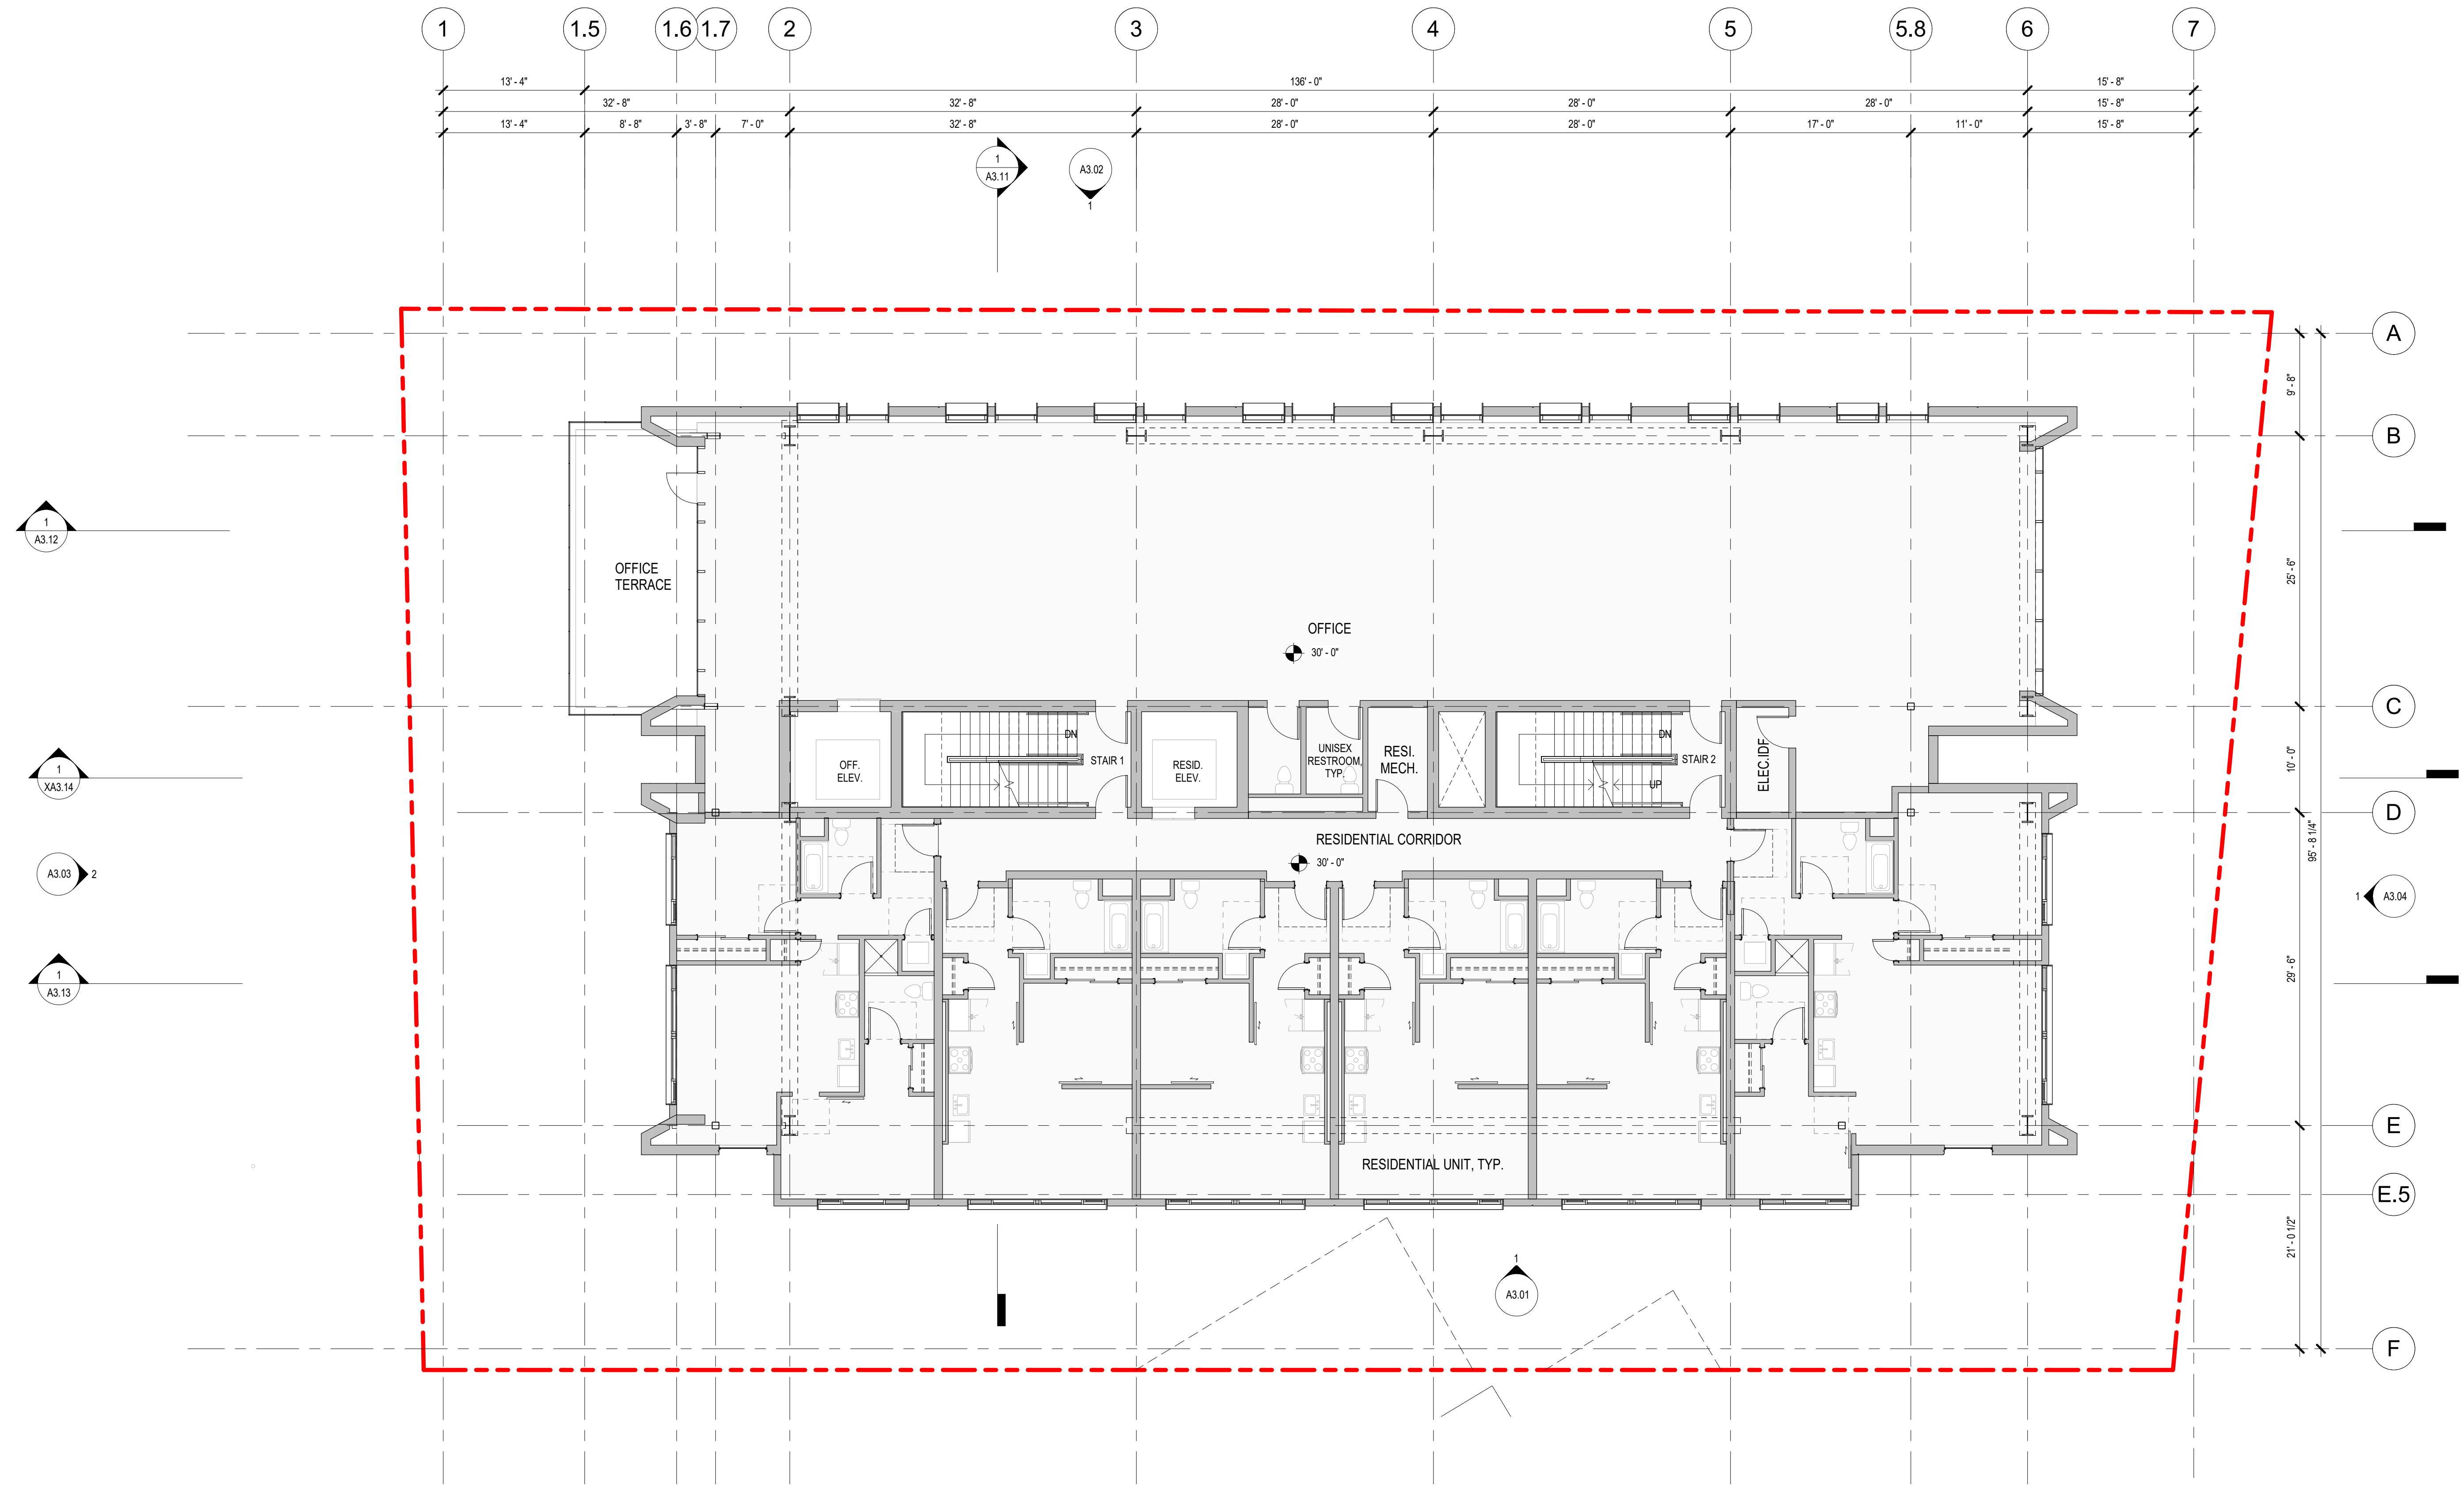 1 1.5 1.6 1.7 2 3 4 5 5.8 6 7
13' - 4" 136' - 0" 15' - 8"
32' - 8" 32' - 8" 28' - 0" 28' - 0" 28' - 0" 15' - 8"
13' - 4" 8' - 8" 3' - 8" 7' - 0" 32' - 8" 28' - 0" 28' - 0" 17' - 0" 11' - 0" 15' - 8"
1
A3.11
A3.02
1
A
9' - 8"
B
1
A3.12
25' - 6"
OFFICE
TERRACE
OFFICE
30' - 0"
C
DN
STAIR 1
OFF.
ELEV.
RESID.
ELEV.
UNISEX
RESTROOM,
TYP.
RESI.
MECH.
DN
STAIR 2
UP
ELEC.IDF
10' - 0"
1
XA3.14
D
RESIDENTIAL CORRIDOR
30' - 0"
95' - 8 1/4"
A3.03 2
1 A3.04
1
A3.13
29' - 6"
E
RESIDENTIAL UNIT, TYP.
E.5
21' - 0 1/2"
1
A3.01
F